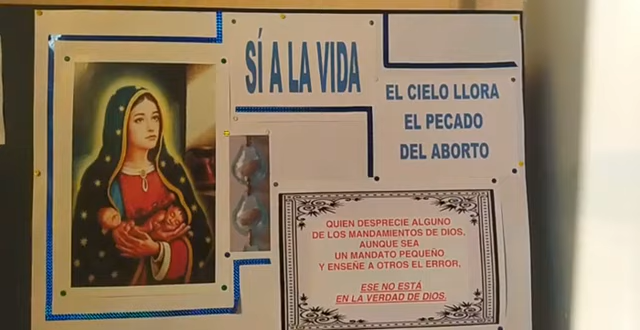 SÍ A LA VIDA
EL CIELO LLORA
EL PECADO
DEL ABORTO
QUIEN DESPRECIE ALGUNO
DE LOS MANDAMIENTOS DE DIOS,
AUNQUE SEA
UN MANDATO PEQUEÑO
Y ENSEÑE A OTROS EL ERROR,
ESE NO ESTÁ
EN LA VERDAD DE DIOS.